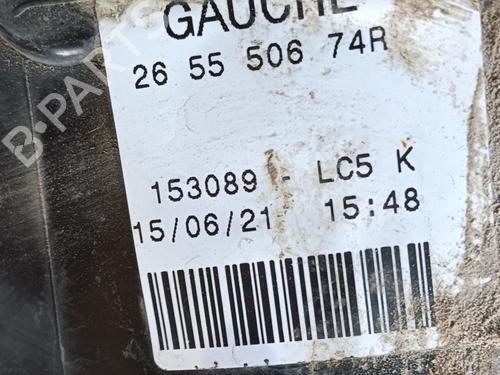 GAUCHE
26 55 506 74R
153089 - LC5 K
15/06/21 15:48
B-PARTS